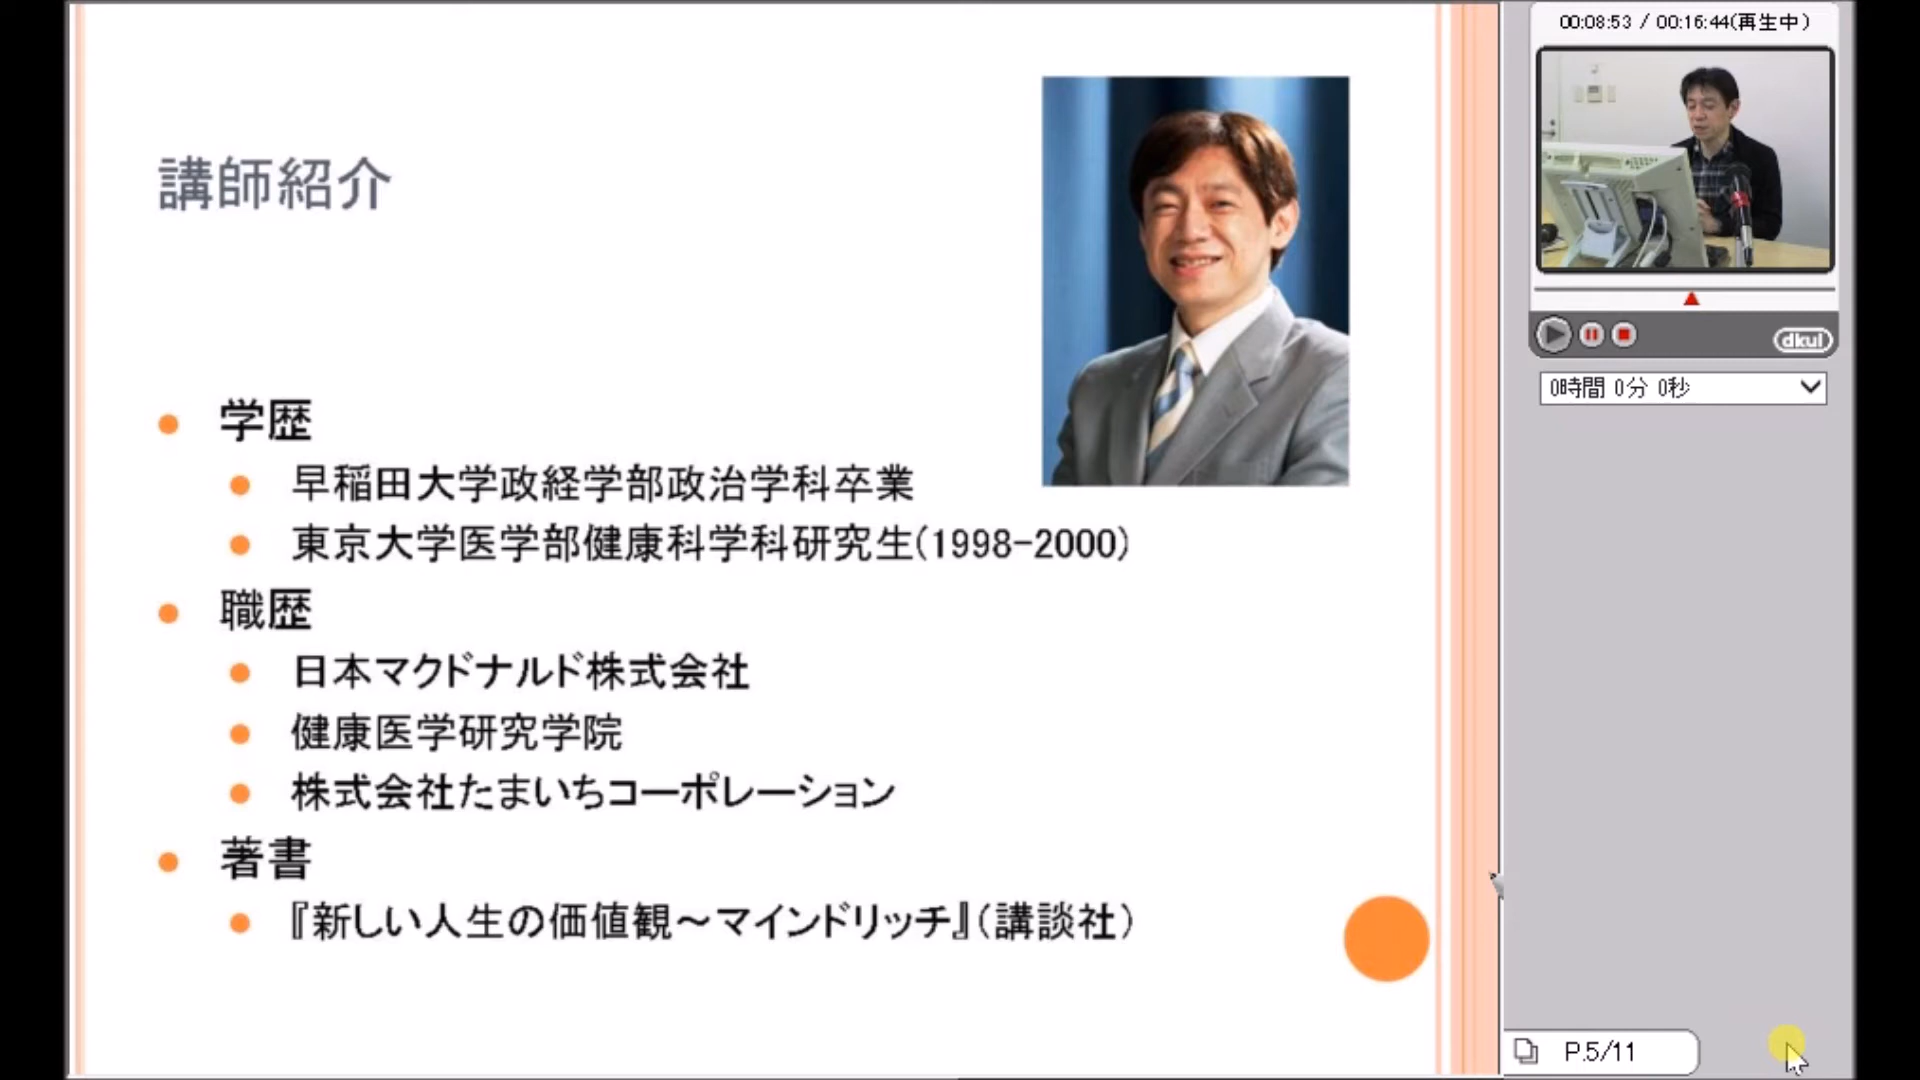 講師紹介
学歴
早稲田大学政経学部政治学科卒業
東京大学医学部健康科学科研究生(1998-2000)
職歴
日本マクドナルド株式会社
健康医学研究学院
株式会社たまいちコーポレーション
著書
『新しい人生の価値観～マインドリッチ』(講談社)
00:08:53 / 00:16:44(再生中)
dkul
0時間 0分 0秒
P.5/11